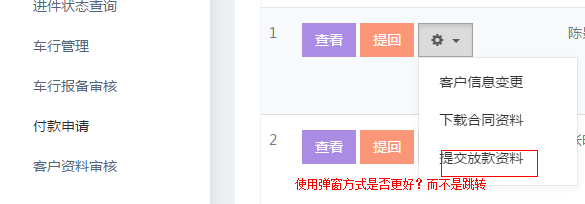 进件状态查询
车行管理
车行报备审核
付款申请
客户资料审核
1 查看 提回
客户信息变更
下载合同资料
提交放款资料
2 查看 提回
使用弹窗方式是否更好？而不是跳转